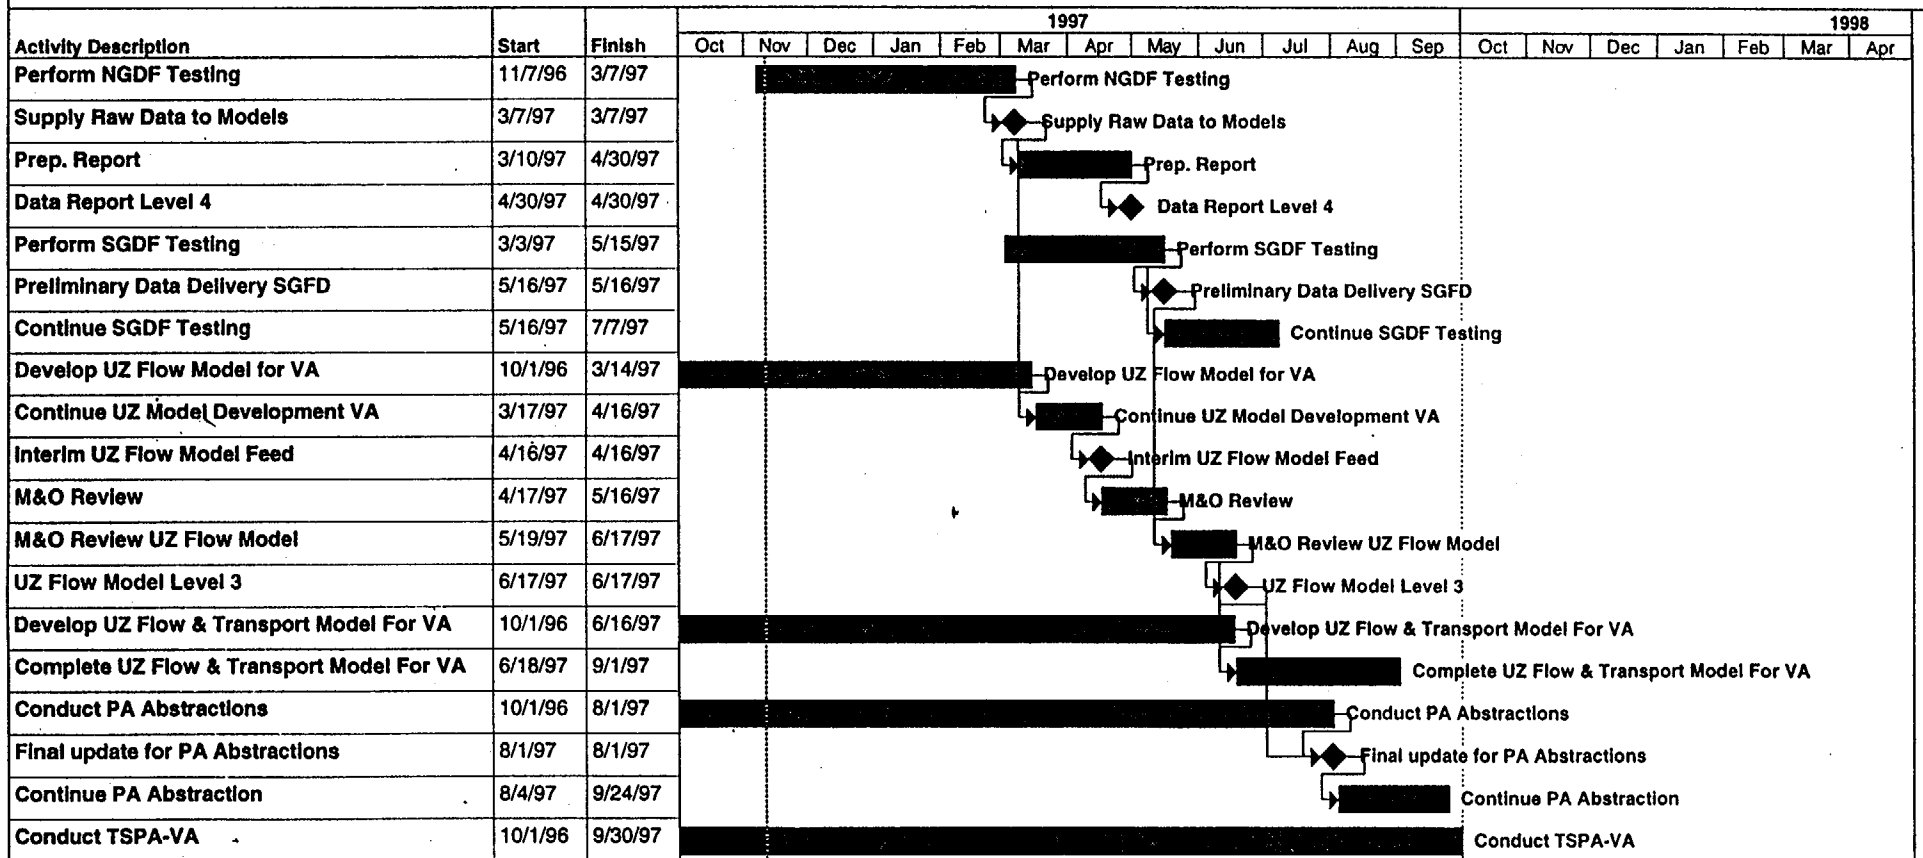 1997 1998
Activity Description Start Finish Oct Nov Dec Jan Feb Mar Apr May Jun Jul Aug Sep Oct Nov Dec Jan Feb Mar Apr
Perform NGDF Testing 11/7/96 3/7/97 Perform NGDF Testing
Supply Raw Data to Models 3/7/97 3/7/97 Supply Raw Data to Models
Prep. Report 3/10/97 4/30/97 Prep. Report
Data Report Level 4 4/30/97 4/30/97 Data Report Level 4
Perform SGDF Testing 3/3/97 5/15/97 Perform SGDF Testing
Preliminary Data Delivery SGFD 5/16/97 5/16/97 Preliminary Data Delivery SGFD
Continue SGDF Testing 5/16/97 7/7/97 Continue SGDF Testing
Develop UZ Flow Model for VA 10/1/96 3/14/97 Develop UZ Flow Model for VA
Continue UZ Model Development VA 3/17/97 4/16/97 Continue UZ Model Development VA
Interim UZ Flow Model Feed 4/16/97 4/16/97 Interim UZ Flow Model Feed
M&O Review 4/17/97 5/16/97 M&O Review
M&O Review UZ Flow Model 5/19/97 6/17/97 M&O Review UZ Flow Model
UZ Flow Model Level 3 6/17/97 6/17/97 UZ Flow Model Level 3
Develop UZ Flow & Transport Model For VA 10/1/96 6/16/97 Develop UZ Flow & Transport Model For VA
Complete UZ Flow & Transport Model For VA 6/18/97 9/1/97 Complete UZ Flow & Transport Model For VA
Conduct PA Abstractions 10/1/96 8/1/97 Conduct PA Abstractions
Final update for PA Abstractions 8/1/97 8/1/97 Final update for PA Abstractions
Continue PA Abstraction 8/4/97 9/24/97 Continue PA Abstraction
Conduct TSPA-VA 10/1/96 9/30/97 Conduct TSPA-VA